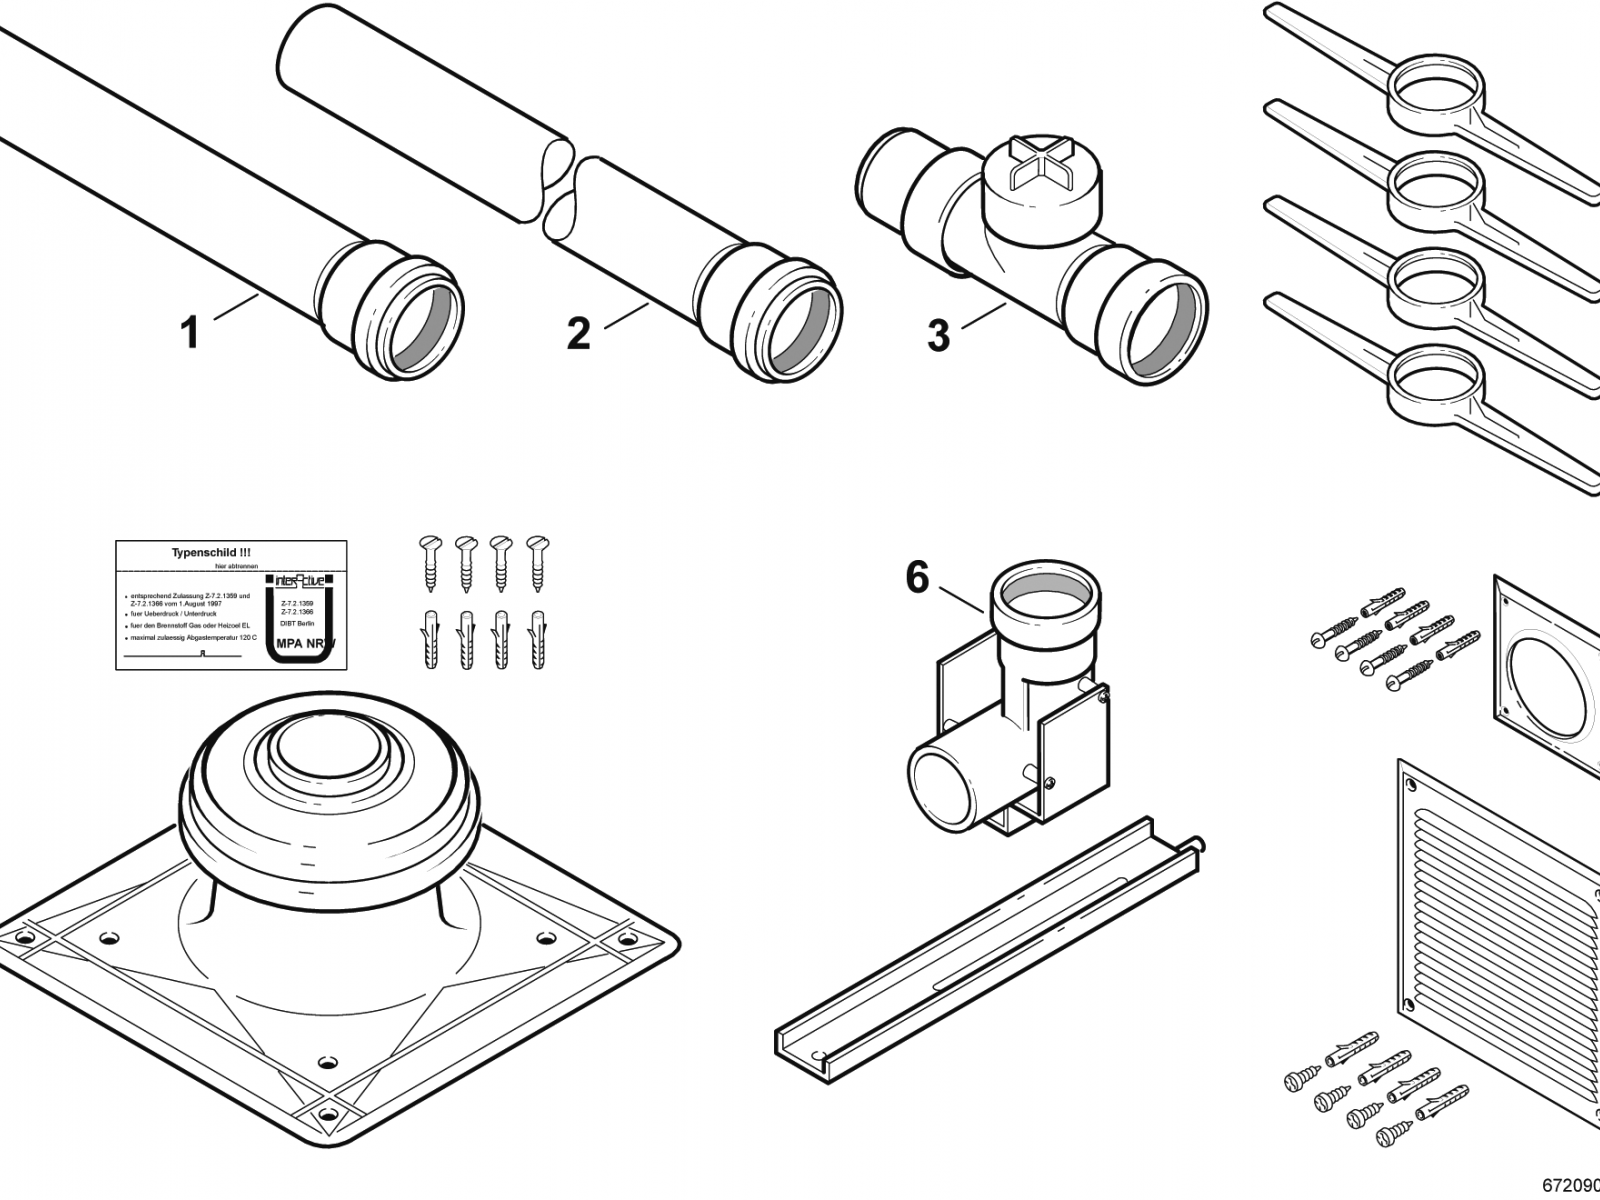 1
2
3
Typenschild !!!
hier abtrennen
• entsprechend Zulassung Z-7.2.1359 und
Z-7.2.1366 vom 1.August 1997
• fuer Ueberdruck / Unterdruck
• fuer den Brennstoff Gas oder Heizoel EL
• maximal zulaessig Abgastemperatur 120 C
interactive
Z-7.2.1359
Z-7.2.1366
DIBT Berlin
MPA NRW
6
672090